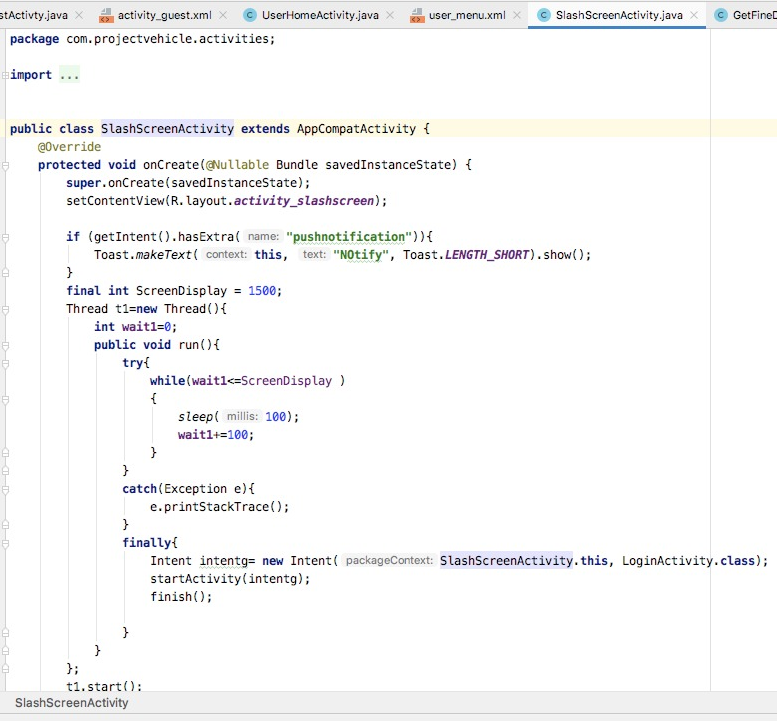 stActivty.java activity_guest.xml UserHomeActivity.java user_menu.xml SlashScreenActivity.java GetFineD
package com.projectvehicle.activities;
import ...
public class SlashScreenActivity extends AppCompatActivity {
@Override
protected void onCreate(@Nullable Bundle savedInstanceState) {
super.onCreate(savedInstanceState);
setContentView(R.layout.activity_slashscreen);
if (getIntent().hasExtra( name: "pushnotification")){
Toast.makeText( context: this, text: "NOtify", Toast.LENGTH_SHORT).show();
}
final int ScreenDisplay = 1500;
Thread t1=new Thread(){
int wait1=0;
public void run(){
try{
while(wait1<=ScreenDisplay )
{
sleep( millis: 100);
wait1+=100;
}
}
catch(Exception e){
e.printStackTrace();
}
finally{
Intent intentg= new Intent( packageContext: SlashScreenActivity.this, LoginActivity.class);
startActivity(intentg);
finish();
}
}
};
t1.start();
SlashScreenActivity